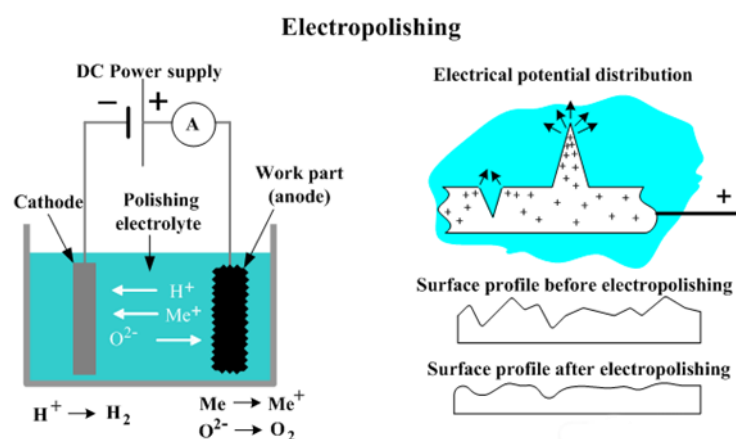 Electropolishing
DC Power supply
− +
A
Cathode
Polishing
electrolyte
Work part
(anode)
H⁺
Me⁺
O²⁻
H⁺ → H₂
Me → Me⁺
O²⁻ → O₂
Electrical potential distribution
+
Surface profile before electropolishing
Surface profile after electropolishing